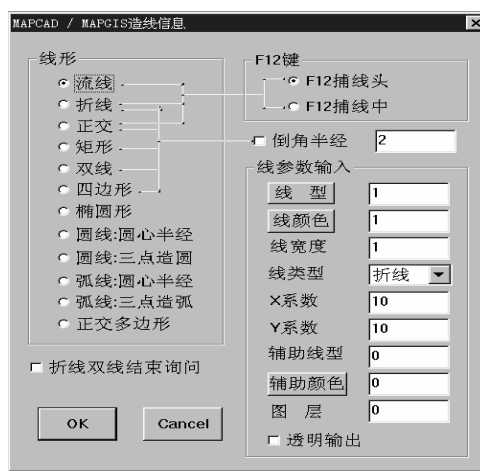 MAPCAD / MAPGIS造线信息
线形
流线
折线
正交
矩形
双线
四边形
椭圆形
圆线:圆心半经
圆线:三点造圆
弧线:圆心半经
弧线:三点造弧
正交多边形
折线双线结束询问
OK
Cancel
F12键
F12捕线头
F12捕线中
倒角半经 2
线参数输入
线 型 1
线颜色 1
线宽度 1
线类型 折线
X系数 10
Y系数 10
辅助线型 0
辅助颜色 0
图 层 0
透明输出